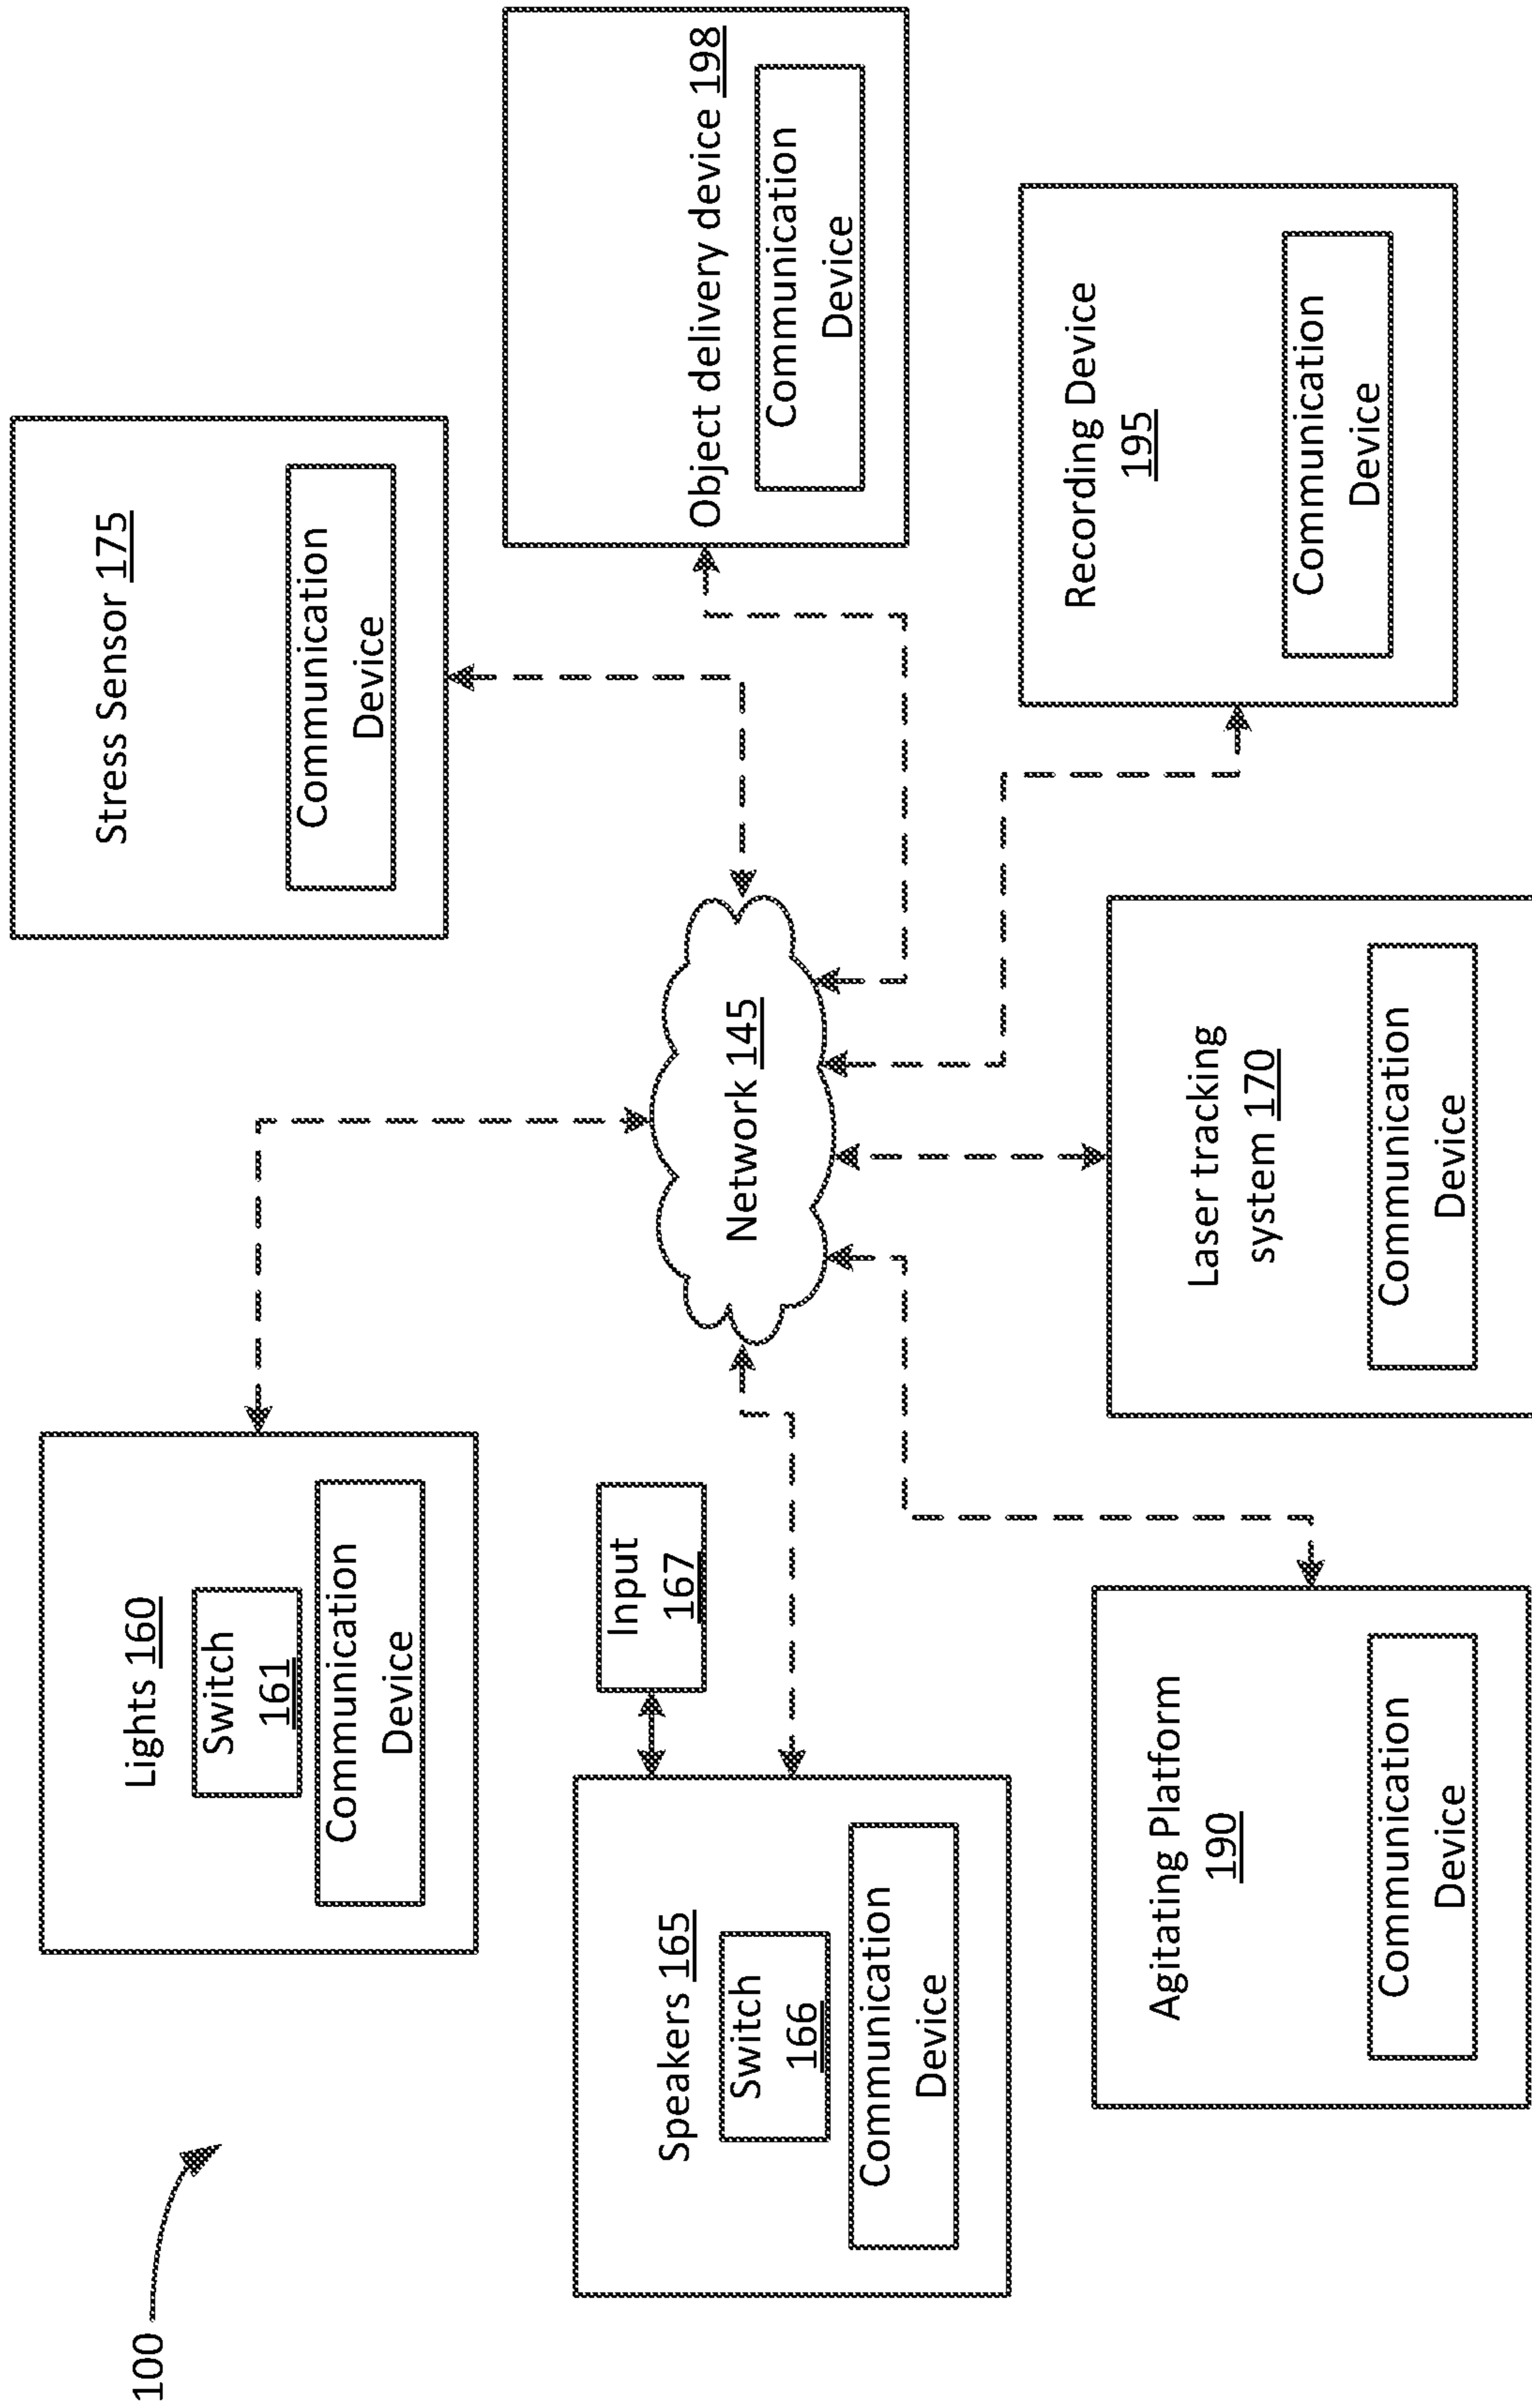 100
Lights 160
Switch
161
Communication
Device
Stress Sensor 175
Communication
Device
Speakers 165
Switch
166
Communication
Device
Input
167
Network 145
Object delivery device 198
Communication
Device
Agitating Platform
190
Communication
Device
Laser tracking
system 170
Communication
Device
Recording Device
195
Communication
Device